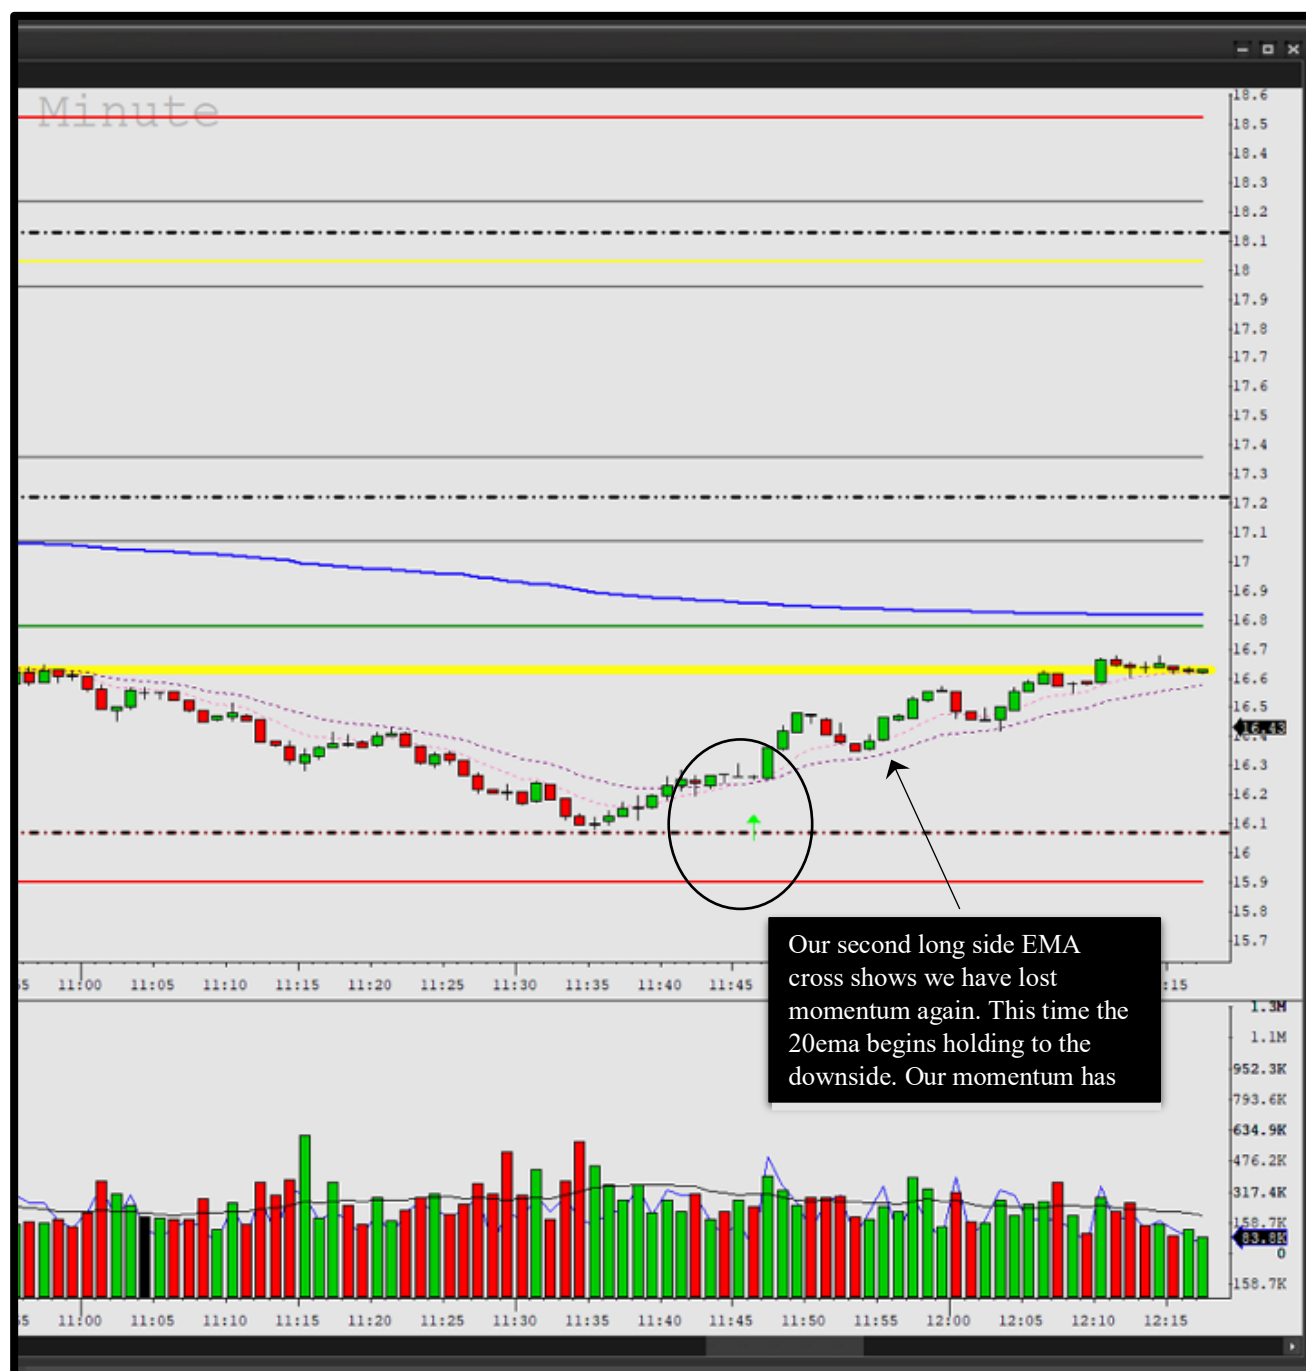 Minute
18.6
18.5
18.4
18.3
18.2
18.1
18
17.9
17.8
17.7
17.6
17.5
17.4
17.3
17.2
17.1
17
16.9
16.8
16.7
16.6
16.5
16.43
16.4
16.3
16.2
16.1
16
15.9
15.8
15.7
Our second long side EMA
cross shows we have lost
momentum again. This time the
20ema begins holding to the
downside. Our momentum has
11:00 11:05 11:10 11:15 11:20 11:25 11:30 11:35 11:40 11:45 :15
1.3M
1.1M
952.3K
793.6K
634.9K
476.2K
317.4K
158.7K
83.8K
0
158.7K
11:00 11:05 11:10 11:15 11:20 11:25 11:30 11:35 11:40 11:45 11:50 11:55 12:00 12:05 12:10 12:15